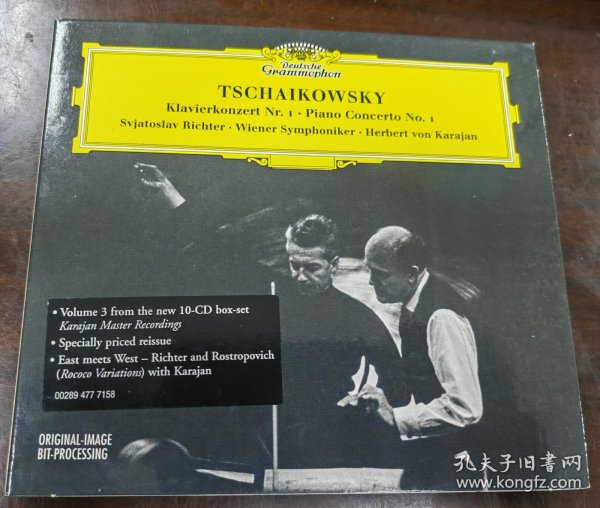 Deutsche
Grammophon
TSCHAIKOWSKY
Klavierkonzert Nr. 1 · Piano Concerto No. 1
Svjatoslav Richter · Wiener Symphoniker · Herbert von Karajan
• Volume 3 from the new 10-CD box-set
Karajan Master Recordings
• Specially priced reissue
• East meets West – Richter and Rostropovich
(Rococo Variations) with Karajan
00289 477 7158
ORIGINAL-IMAGE
BIT-PROCESSING
孔夫子旧书网
www.kongfz.com